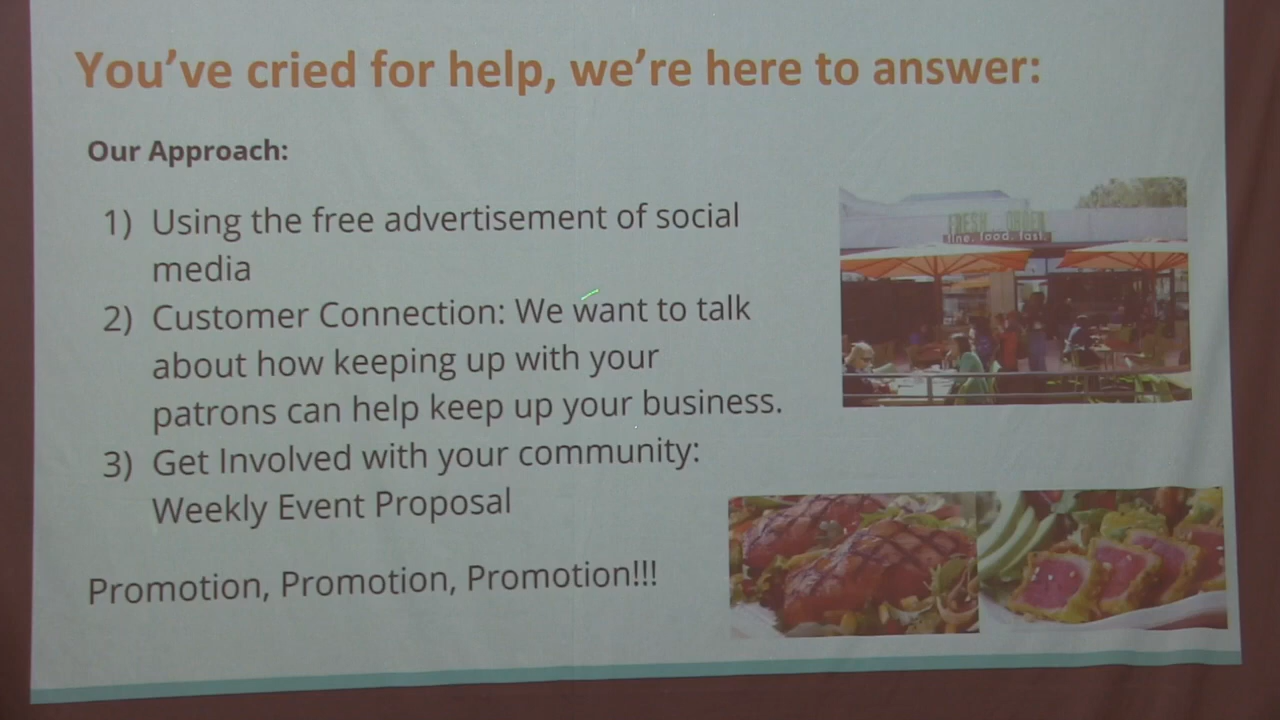 You've cried for help, we're here to answer:
Our Approach:
1) Using the free advertisement of social
media
2) Customer Connection: We want to talk
about how keeping up with your
patrons can help keep up your business.
3) Get Involved with your community:
Weekly Event Proposal
Promotion, Promotion, Promotion!!!
FRESH ORDER
fine. food. fast.